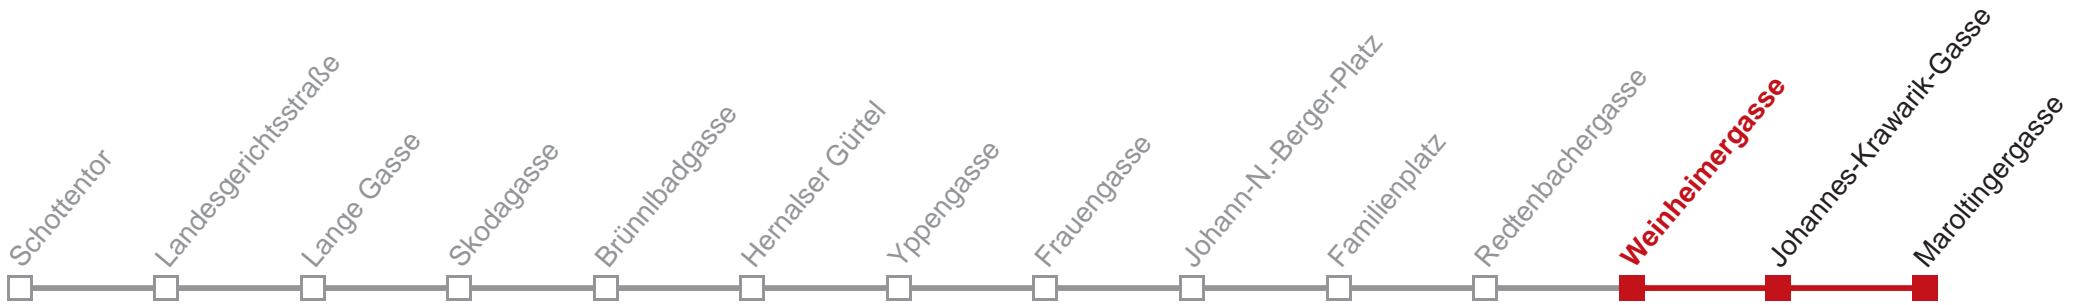 Schottentor
Landesgerichtsstraße
Lange Gasse
Skodagasse
Brünnlbadgasse
Hernalser Gürtel
Yppengasse
Frauengasse
Johann-N.-Berger-Platz
Familienplatz
Redtenbachergasse
Weinheimergasse
Johannes-Krawarik-Gasse
Maroltingergasse